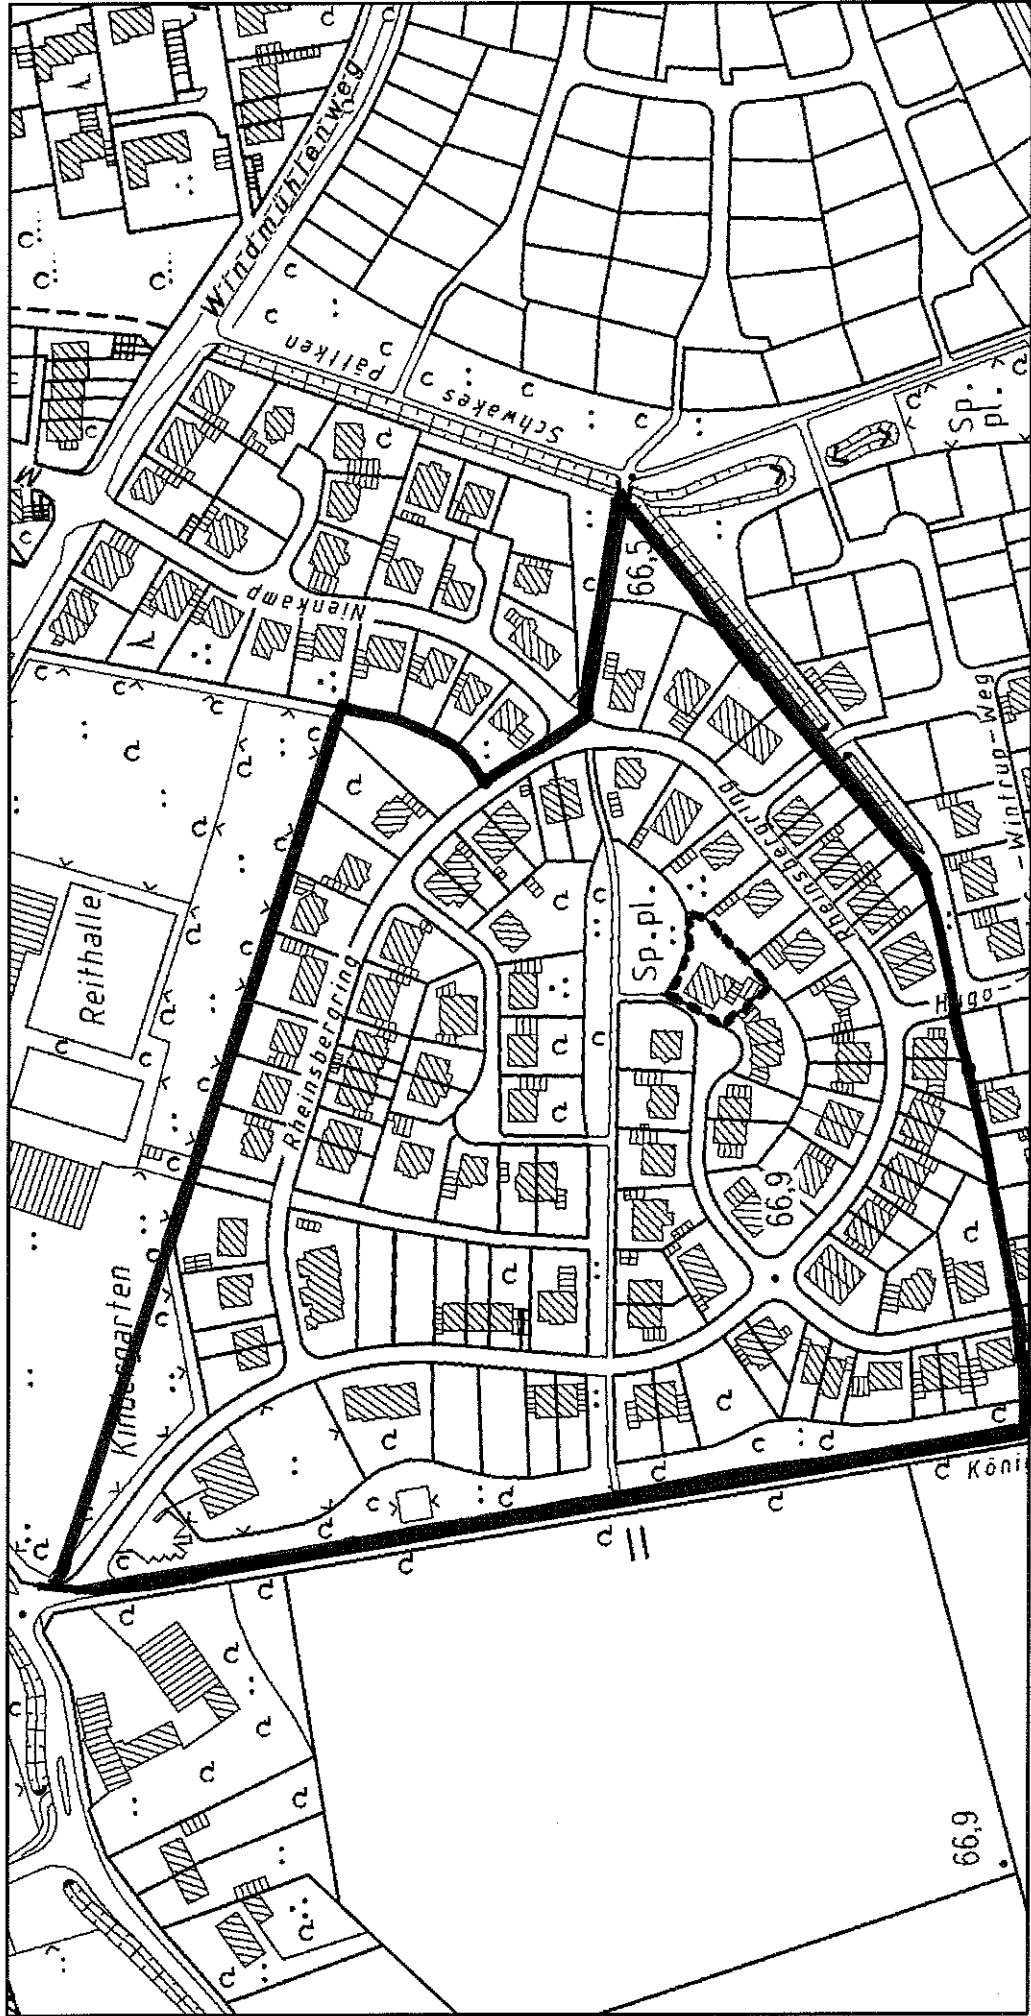 Windmühlenweg
Pättken
Schwakes
Nienkamp
Reithalle
Kindergarten
Rheinsbergring
Rheinsbergring
66,5
Sp.pl.
Sp.
pl.
66,9
-Wintrup-Weg
Hugo-
Köni
66,9